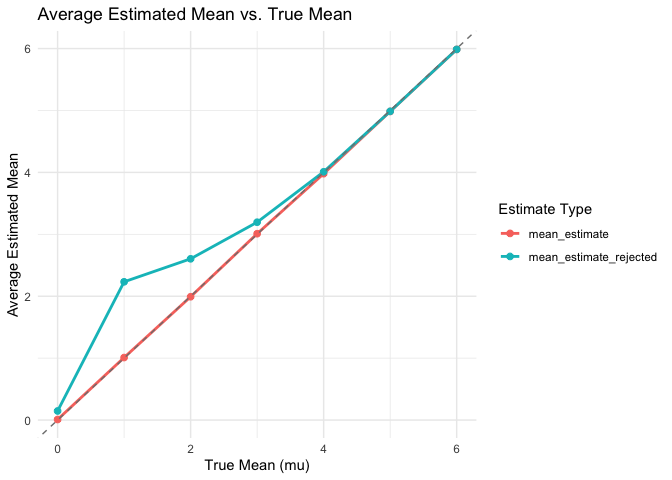 Average Estimated Mean vs. True Mean
6
4
2
0
Average Estimated Mean
0
2
4
6
True Mean (mu)
Estimate Type
mean_estimate
mean_estimate_rejected